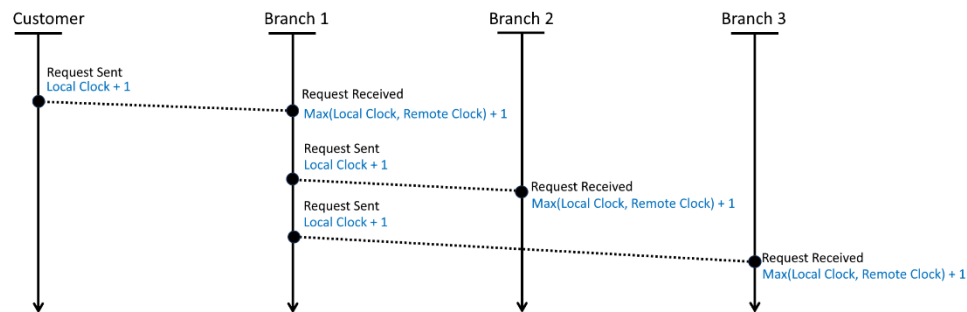 Customer
Branch 1
Branch 2
Branch 3
Request Sent
Local Clock + 1
Request Received
Max(Local Clock, Remote Clock) + 1
Request Sent
Local Clock + 1
Request Received
Max(Local Clock, Remote Clock) + 1
Request Sent
Local Clock + 1
Request Received
Max(Local Clock, Remote Clock) + 1